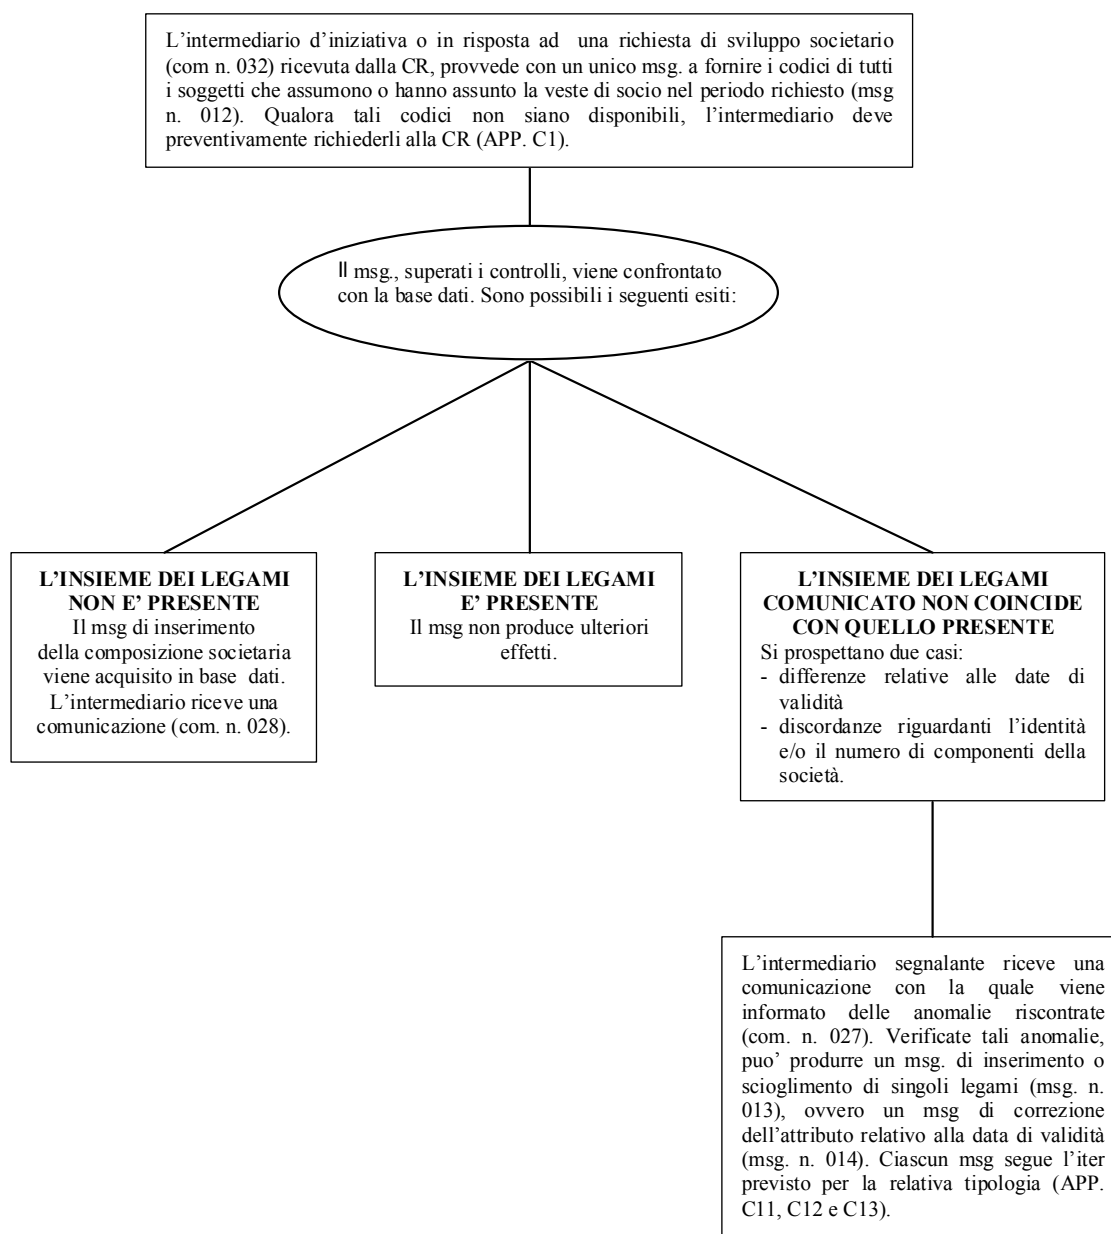 L’intermediario d’iniziativa o in risposta ad una richiesta di sviluppo societario
(com n. 032) ricevuta dalla CR, provvede con un unico msg. a fornire i codici di tutti
i soggetti che assumono o hanno assunto la veste di socio nel periodo richiesto (msg
n. 012). Qualora tali codici non siano disponibili, l’intermediario deve
preventivamente richiederli alla CR (APP. C1).
Il msg., superati i controlli, viene confrontato
con la base dati. Sono possibili i seguenti esiti:
L’INSIEME DEI LEGAMI
NON E’ PRESENTE
Il msg di inserimento
della composizione societaria
viene acquisito in base dati.
L’intermediario riceve una
comunicazione (com. n. 028).
L’INSIEME DEI LEGAMI
E’ PRESENTE
Il msg non produce ulteriori
effetti.
L’INSIEME DEI LEGAMI
COMUNICATO NON COINCIDE
CON QUELLO PRESENTE
Si prospettano due casi:
- differenze relative alle date di
validità
- discordanze riguardanti l’identità
e/o il numero di componenti della
società.
L’intermediario segnalante riceve una
comunicazione con la quale viene
informato delle anomalie riscontrate
(com. n. 027). Verificate tali anomalie,
puo’ produrre un msg. di inserimento o
scioglimento di singoli legami (msg. n.
013), ovvero un msg di correzione
dell’attributo relativo alla data di validità
(msg. n. 014). Ciascun msg segue l’iter
previsto per la relativa tipologia (APP.
C11, C12 e C13).